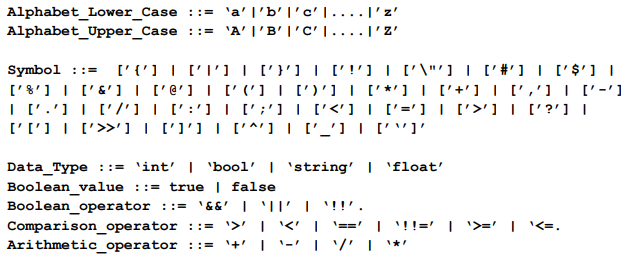 Alphabet_Lower_Case ::= ‘a’|’b’|’c’|....|’z’
Alphabet_Upper_Case ::= ‘A’|’B’|’C’|....|’Z’
Symbol ::=  [’{’] | [’|’] | [’}’] | [’!’] | [’\"’] | [’#’] | [’$’] |
[’%’] | [’&’] | [’@’] | [’(’] | [’)’] | [’*’] | [’+’] | [’,’] | [’-’]
| [’.’] | [’/’] | [’:’] | [’;’] | [’<’] | [’=’] | [’>’] | [’?’] |
[’[’] | [’>>’] | [’]’] | [’^’] | [’_’] | [’‘’]’
Data_Type ::= ‘int’ | ‘bool’ | ‘string’ | ‘float’
Boolean_value ::= true | false
Boolean_operator ::= ‘&&’ | ‘||’ | ‘!!’.
Comparison_operator ::= ‘>’ | ‘<’ | ‘==’ | ‘!!=’ | ‘>=’ | ‘<=.
Arithmetic_operator ::= ‘+’ | ‘-’ | ‘/’ | ‘*’